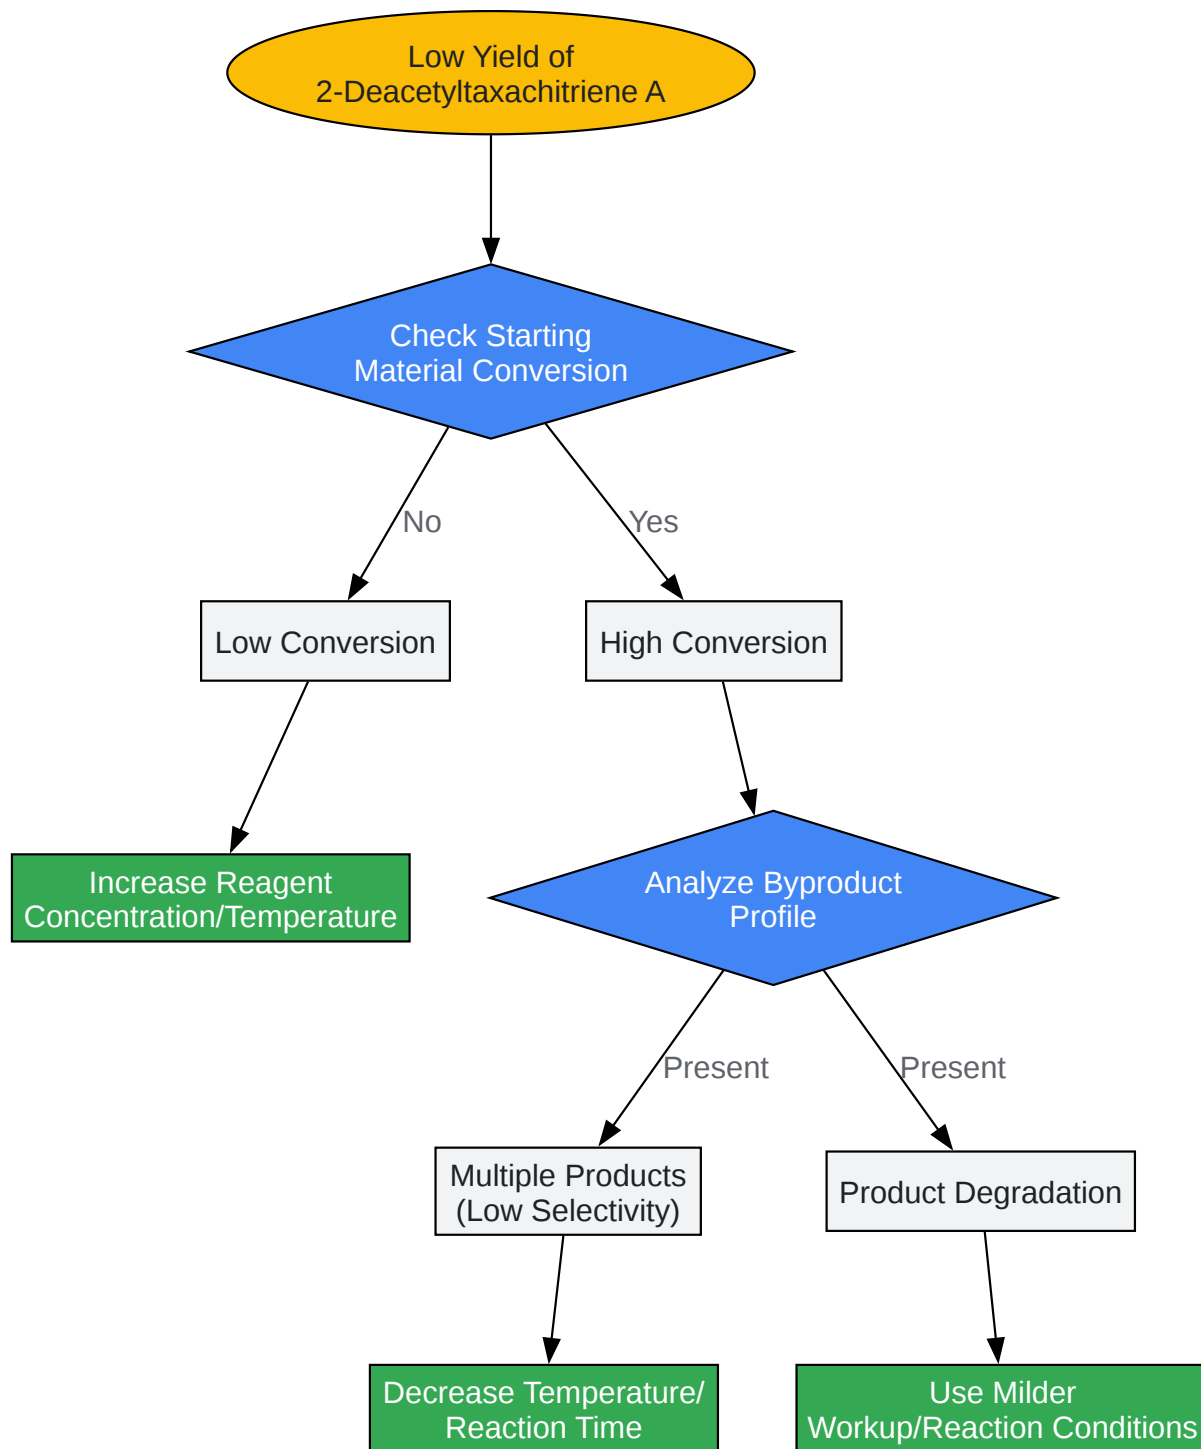 Low Yield of
2-Deacetyltaxachitriene A
Check Starting
Material Conversion
No
Yes
Low Conversion
High Conversion
Increase Reagent
Concentration/Temperature
Analyze Byproduct
Profile
Present
Present
Multiple Products
(Low Selectivity)
Product Degradation
Decrease Temperature/
Reaction Time
Use Milder
Workup/Reaction Conditions